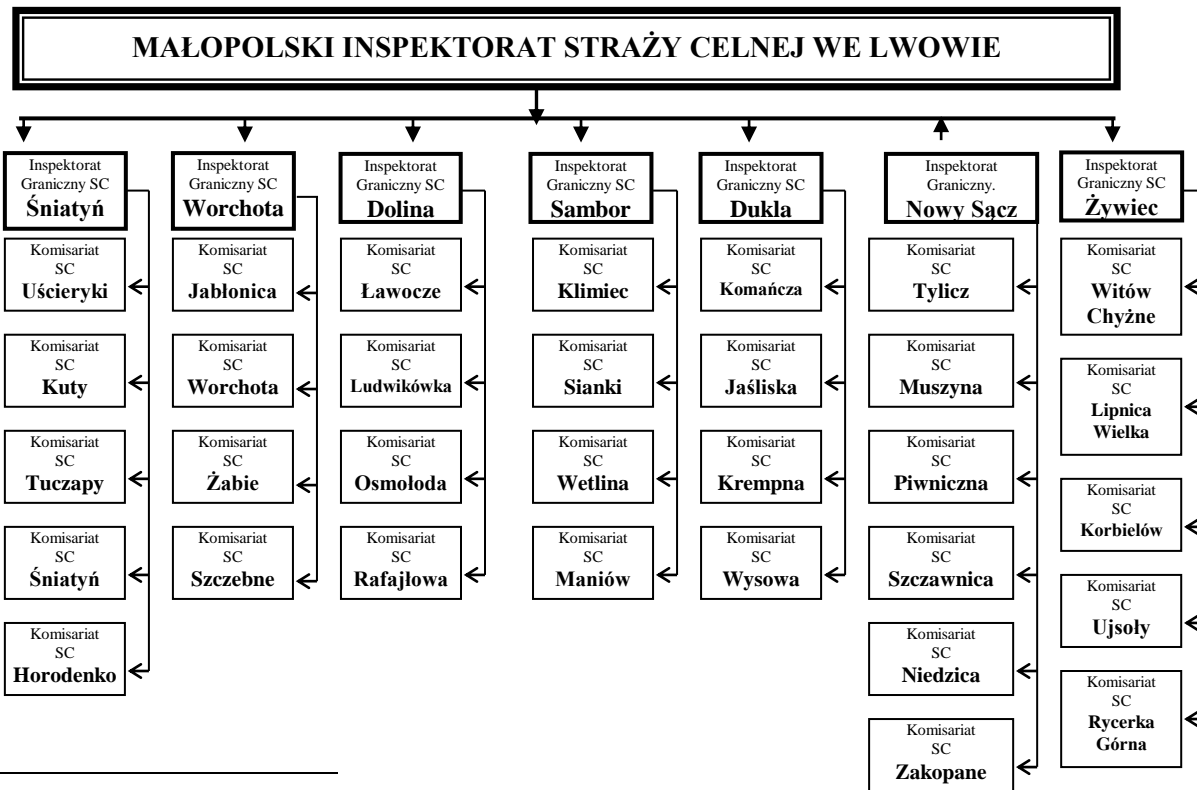 MAŁOPOLSKI INSPEKTORAT STRAŻY CELNEJ WE LWOWIE
Inspektorat
Graniczny SC
Śniatyń
Komisariat
SC
Uścieryki
Komisariat
SC
Kuty
Komisariat
SC
Tuczapy
Komisariat
SC
Śniatyń
Komisariat
SC
Horodenko
Inspektorat
Graniczny SC
Worchota
Komisariat
SC
Jabłonica
Komisariat
SC
Worchota
Komisariat
SC
Żabie
Komisariat
SC
Szczebne
Inspektorat
Graniczny SC
Dolina
Komisariat
SC
Ławocze
Komisariat
SC
Ludwikówka
Komisariat
SC
Osmołoda
Komisariat
SC
Rafajłowa
Inspektorat
Graniczny SC
Sambor
Komisariat
SC
Klimiec
Komisariat
SC
Sianki
Komisariat
SC
Wetlina
Komisariat
SC
Maniów
Inspektorat
Graniczny SC
Dukla
Komisariat
SC
Komańcza
Komisariat
SC
Jaśliska
Komisariat
SC
Krempna
Komisariat
SC
Wysowa
Inspektorat
Graniczny.
Nowy Sącz
Komisariat
SC
Tylicz
Komisariat
SC
Muszyna
Komisariat
SC
Piwniczna
Komisariat
SC
Szczawnica
Komisariat
SC
Niedzica
Komisariat
SC
Zakopane
Inspektorat
Graniczny SC
Żywiec
Komisariat
SC
Witów
Chyżne
Komisariat
SC
Lipnica
Wielka
Komisariat
SC
Korbielów
Komisariat
SC
Ujsoły
Komisariat
SC
Rycerka
Górna